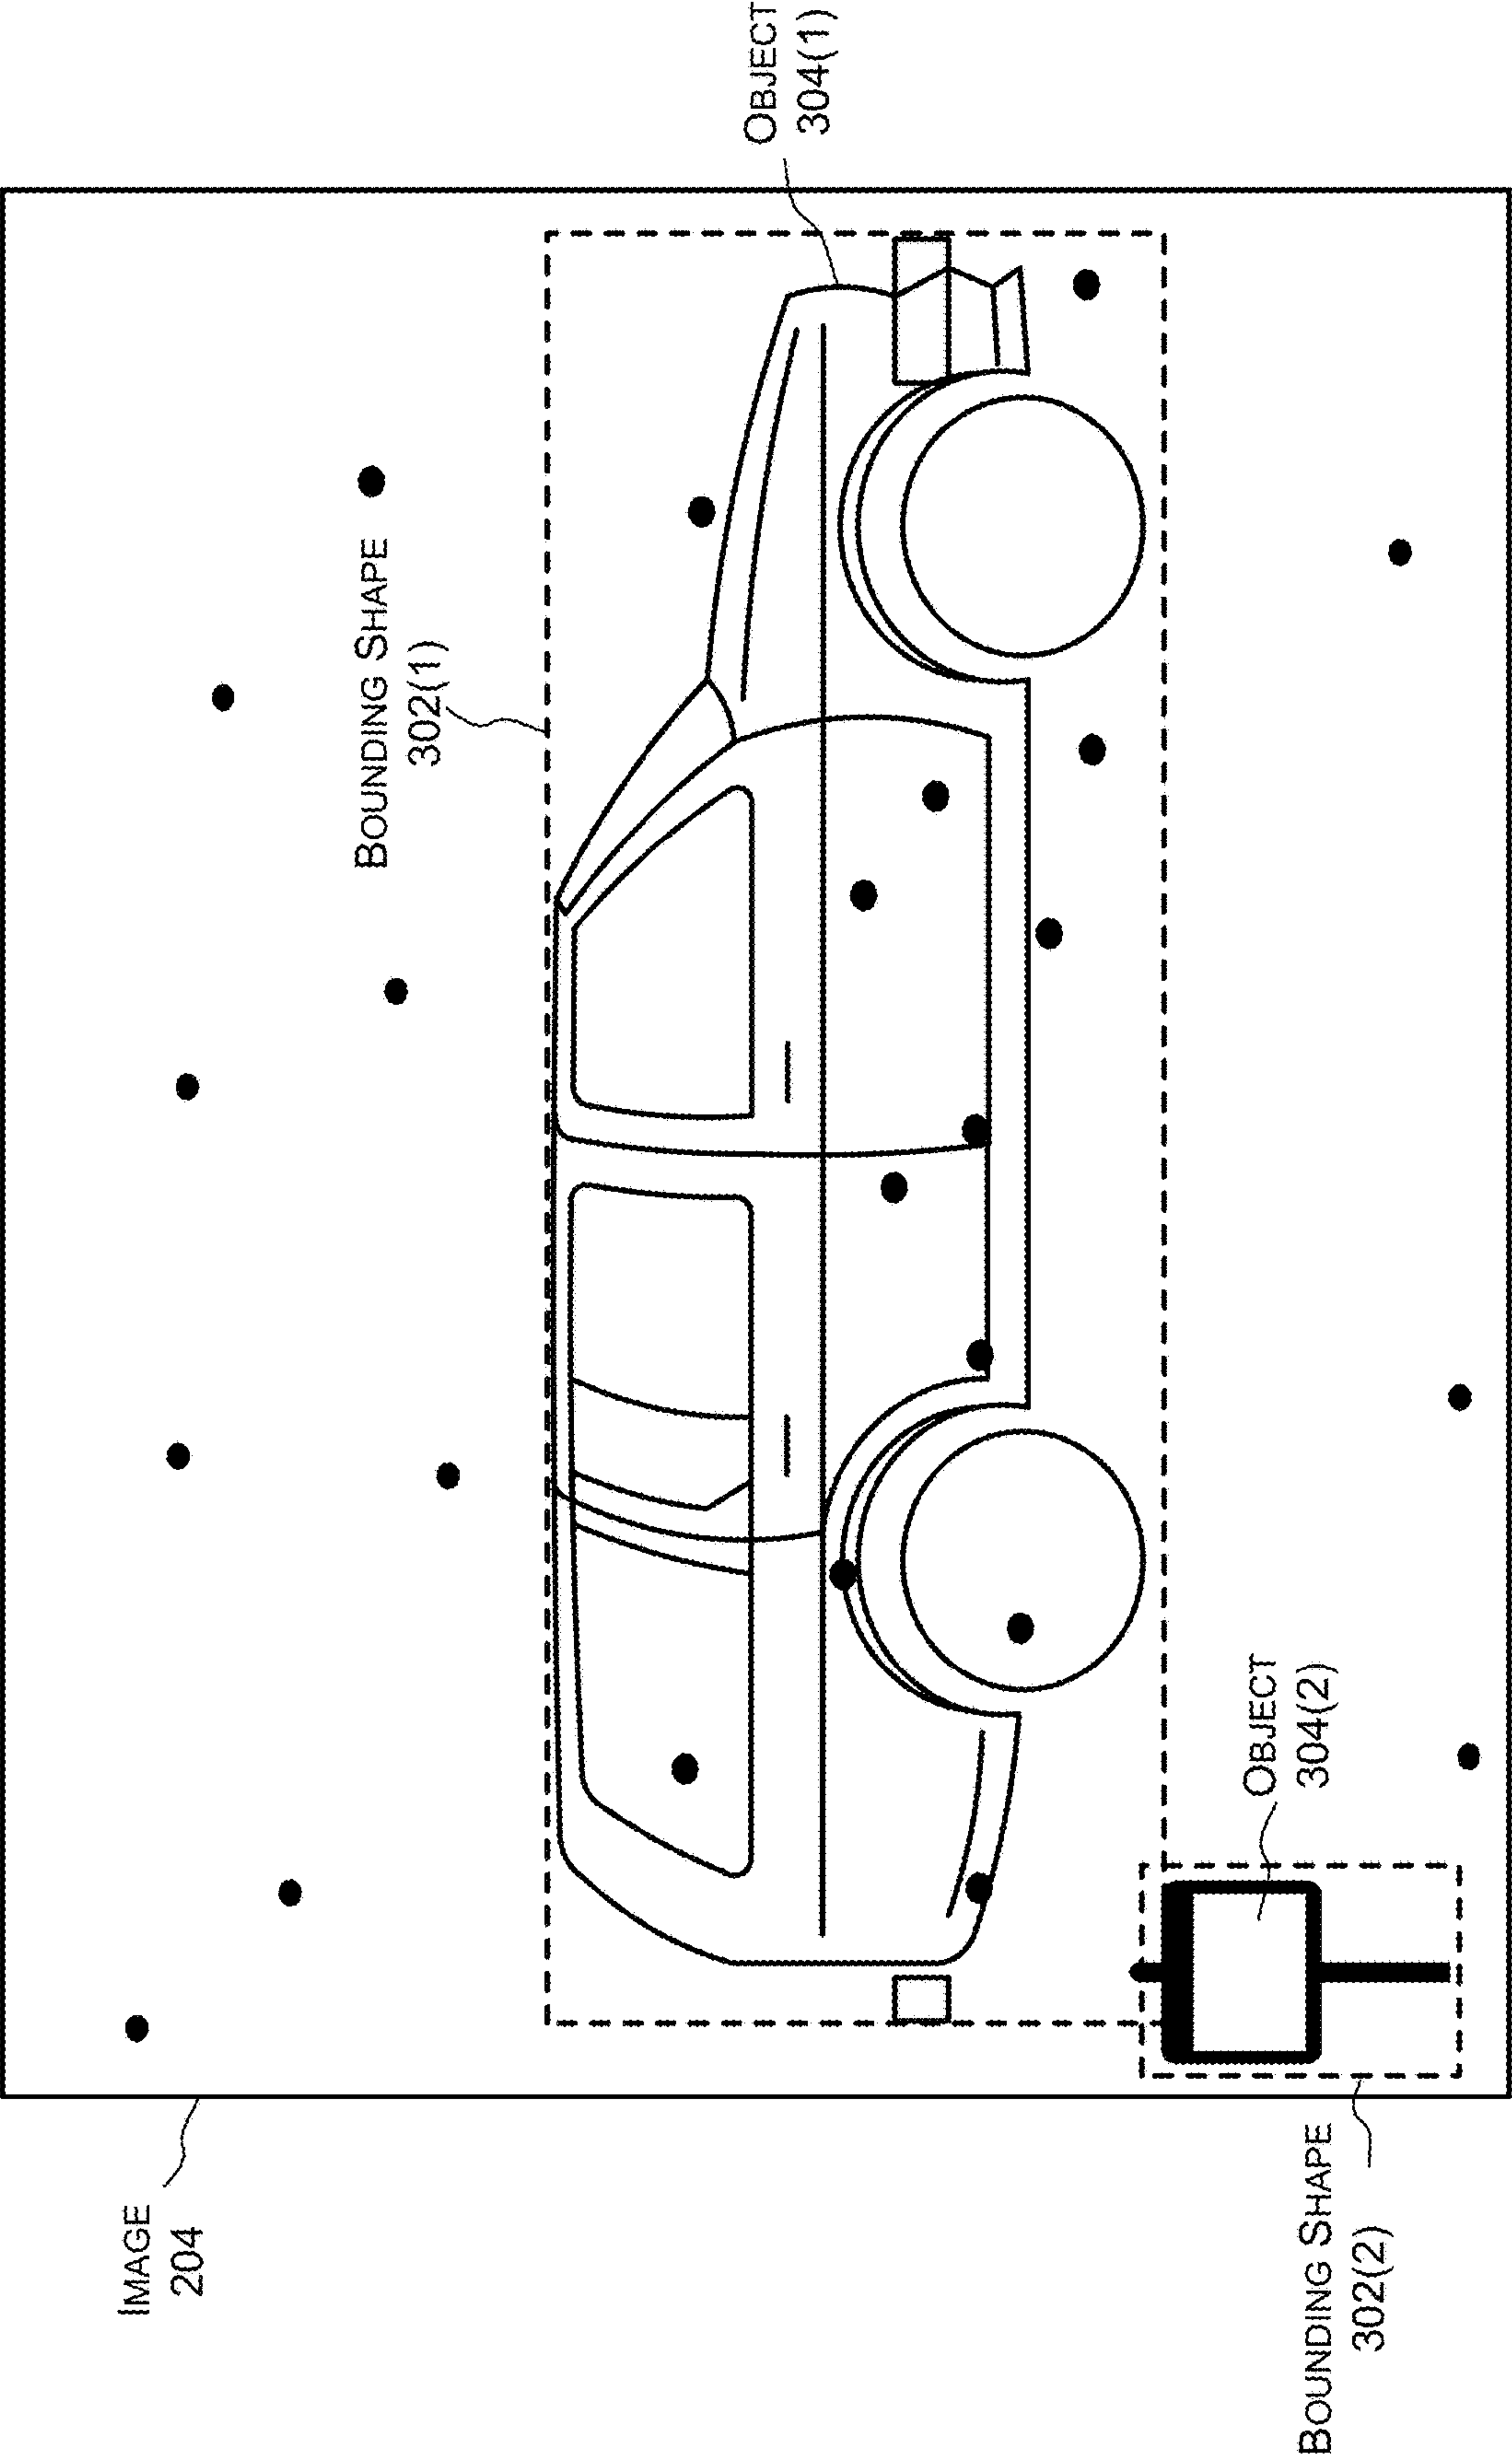 IMAGE
204
BOUNDING SHAPE
302(1)
OBJECT
304(1)
OBJECT
304(2)
BOUNDING SHAPE
302(2)